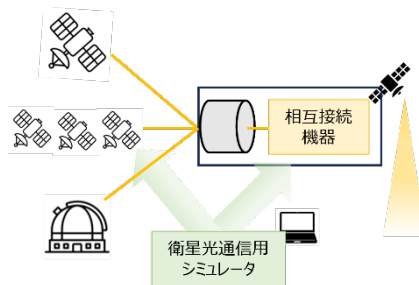 相互接続
機器
衛星光通信用
シミュレータ